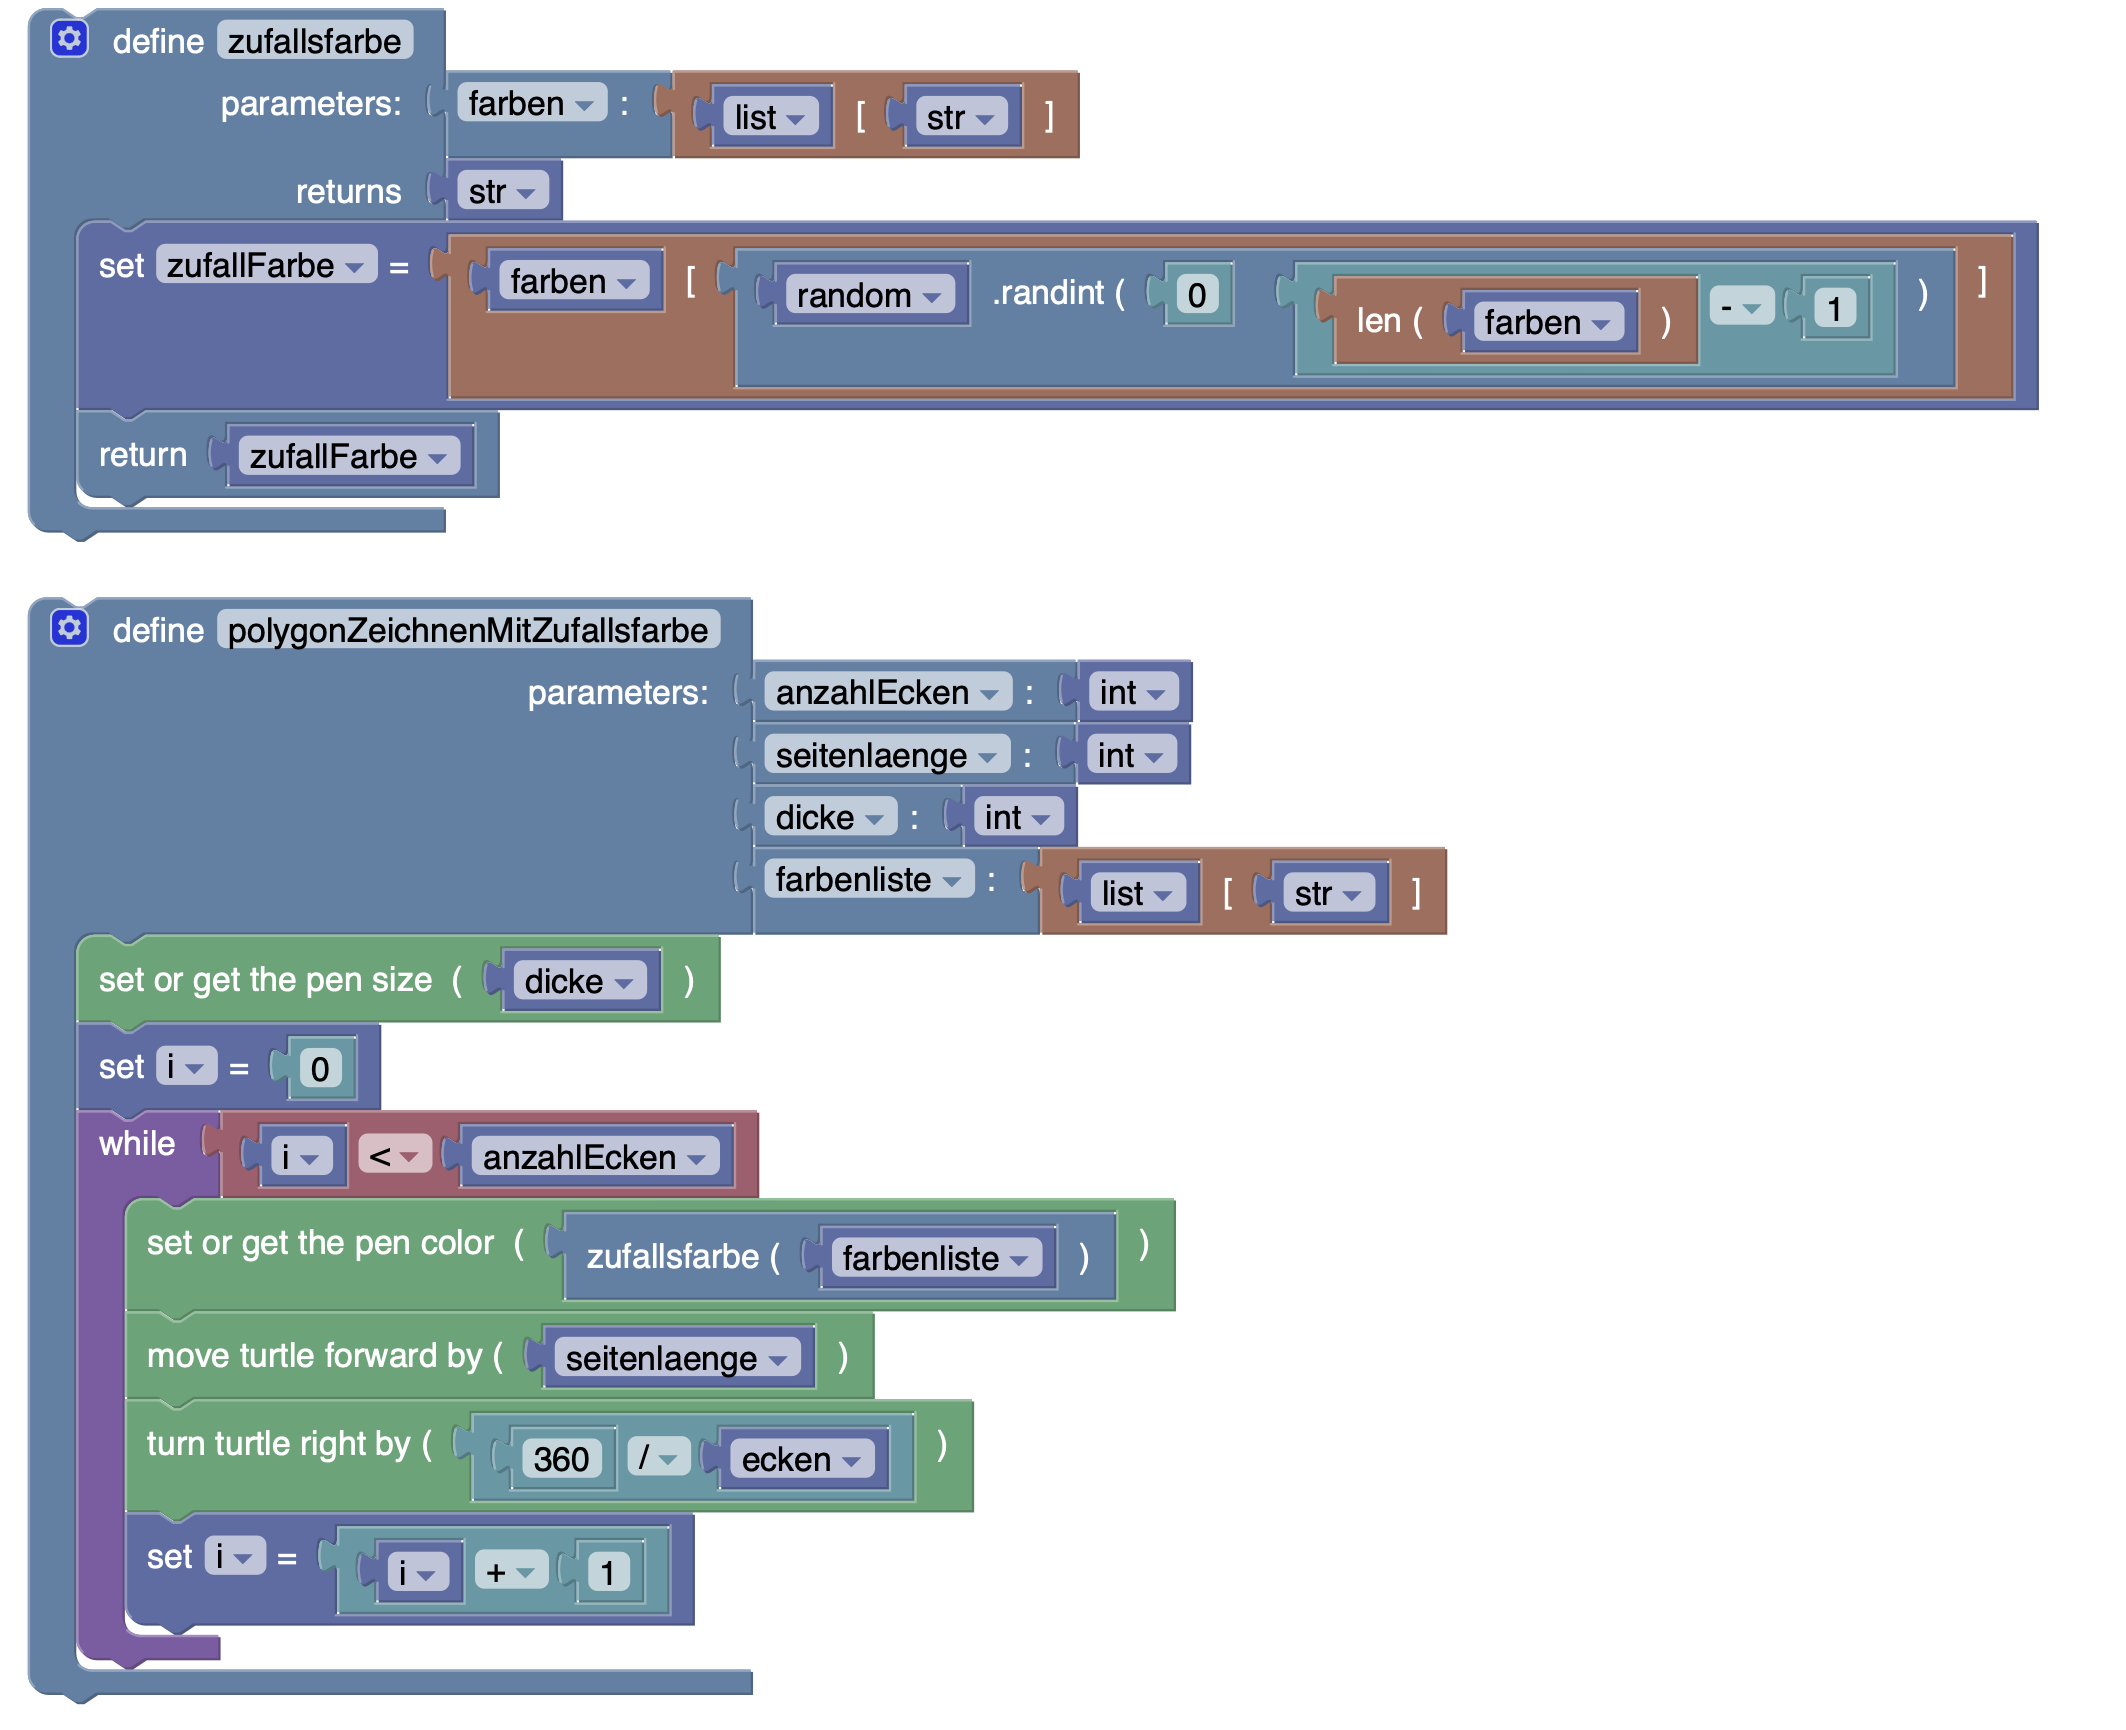 define zufallsfarbe
parameters: farben : list [ str ]
returns str
set zufallFarbe = farben [ random .randint ( 0 len ( farben ) - 1 ) ]
return zufallFarbe
define polygonZeichnenMitZufallsfarbe
parameters: anzahlEcken : int
seitenlaenge : int
dicke : int
farbenliste : list [ str ]
set or get the pen size ( dicke )
set i = 0
while i < anzahlEcken
set or get the pen color ( zufallsfarbe ( farbenliste ) )
move turtle forward by ( seitenlaenge )
turn turtle right by ( 360 / ecken )
set i = i + 1